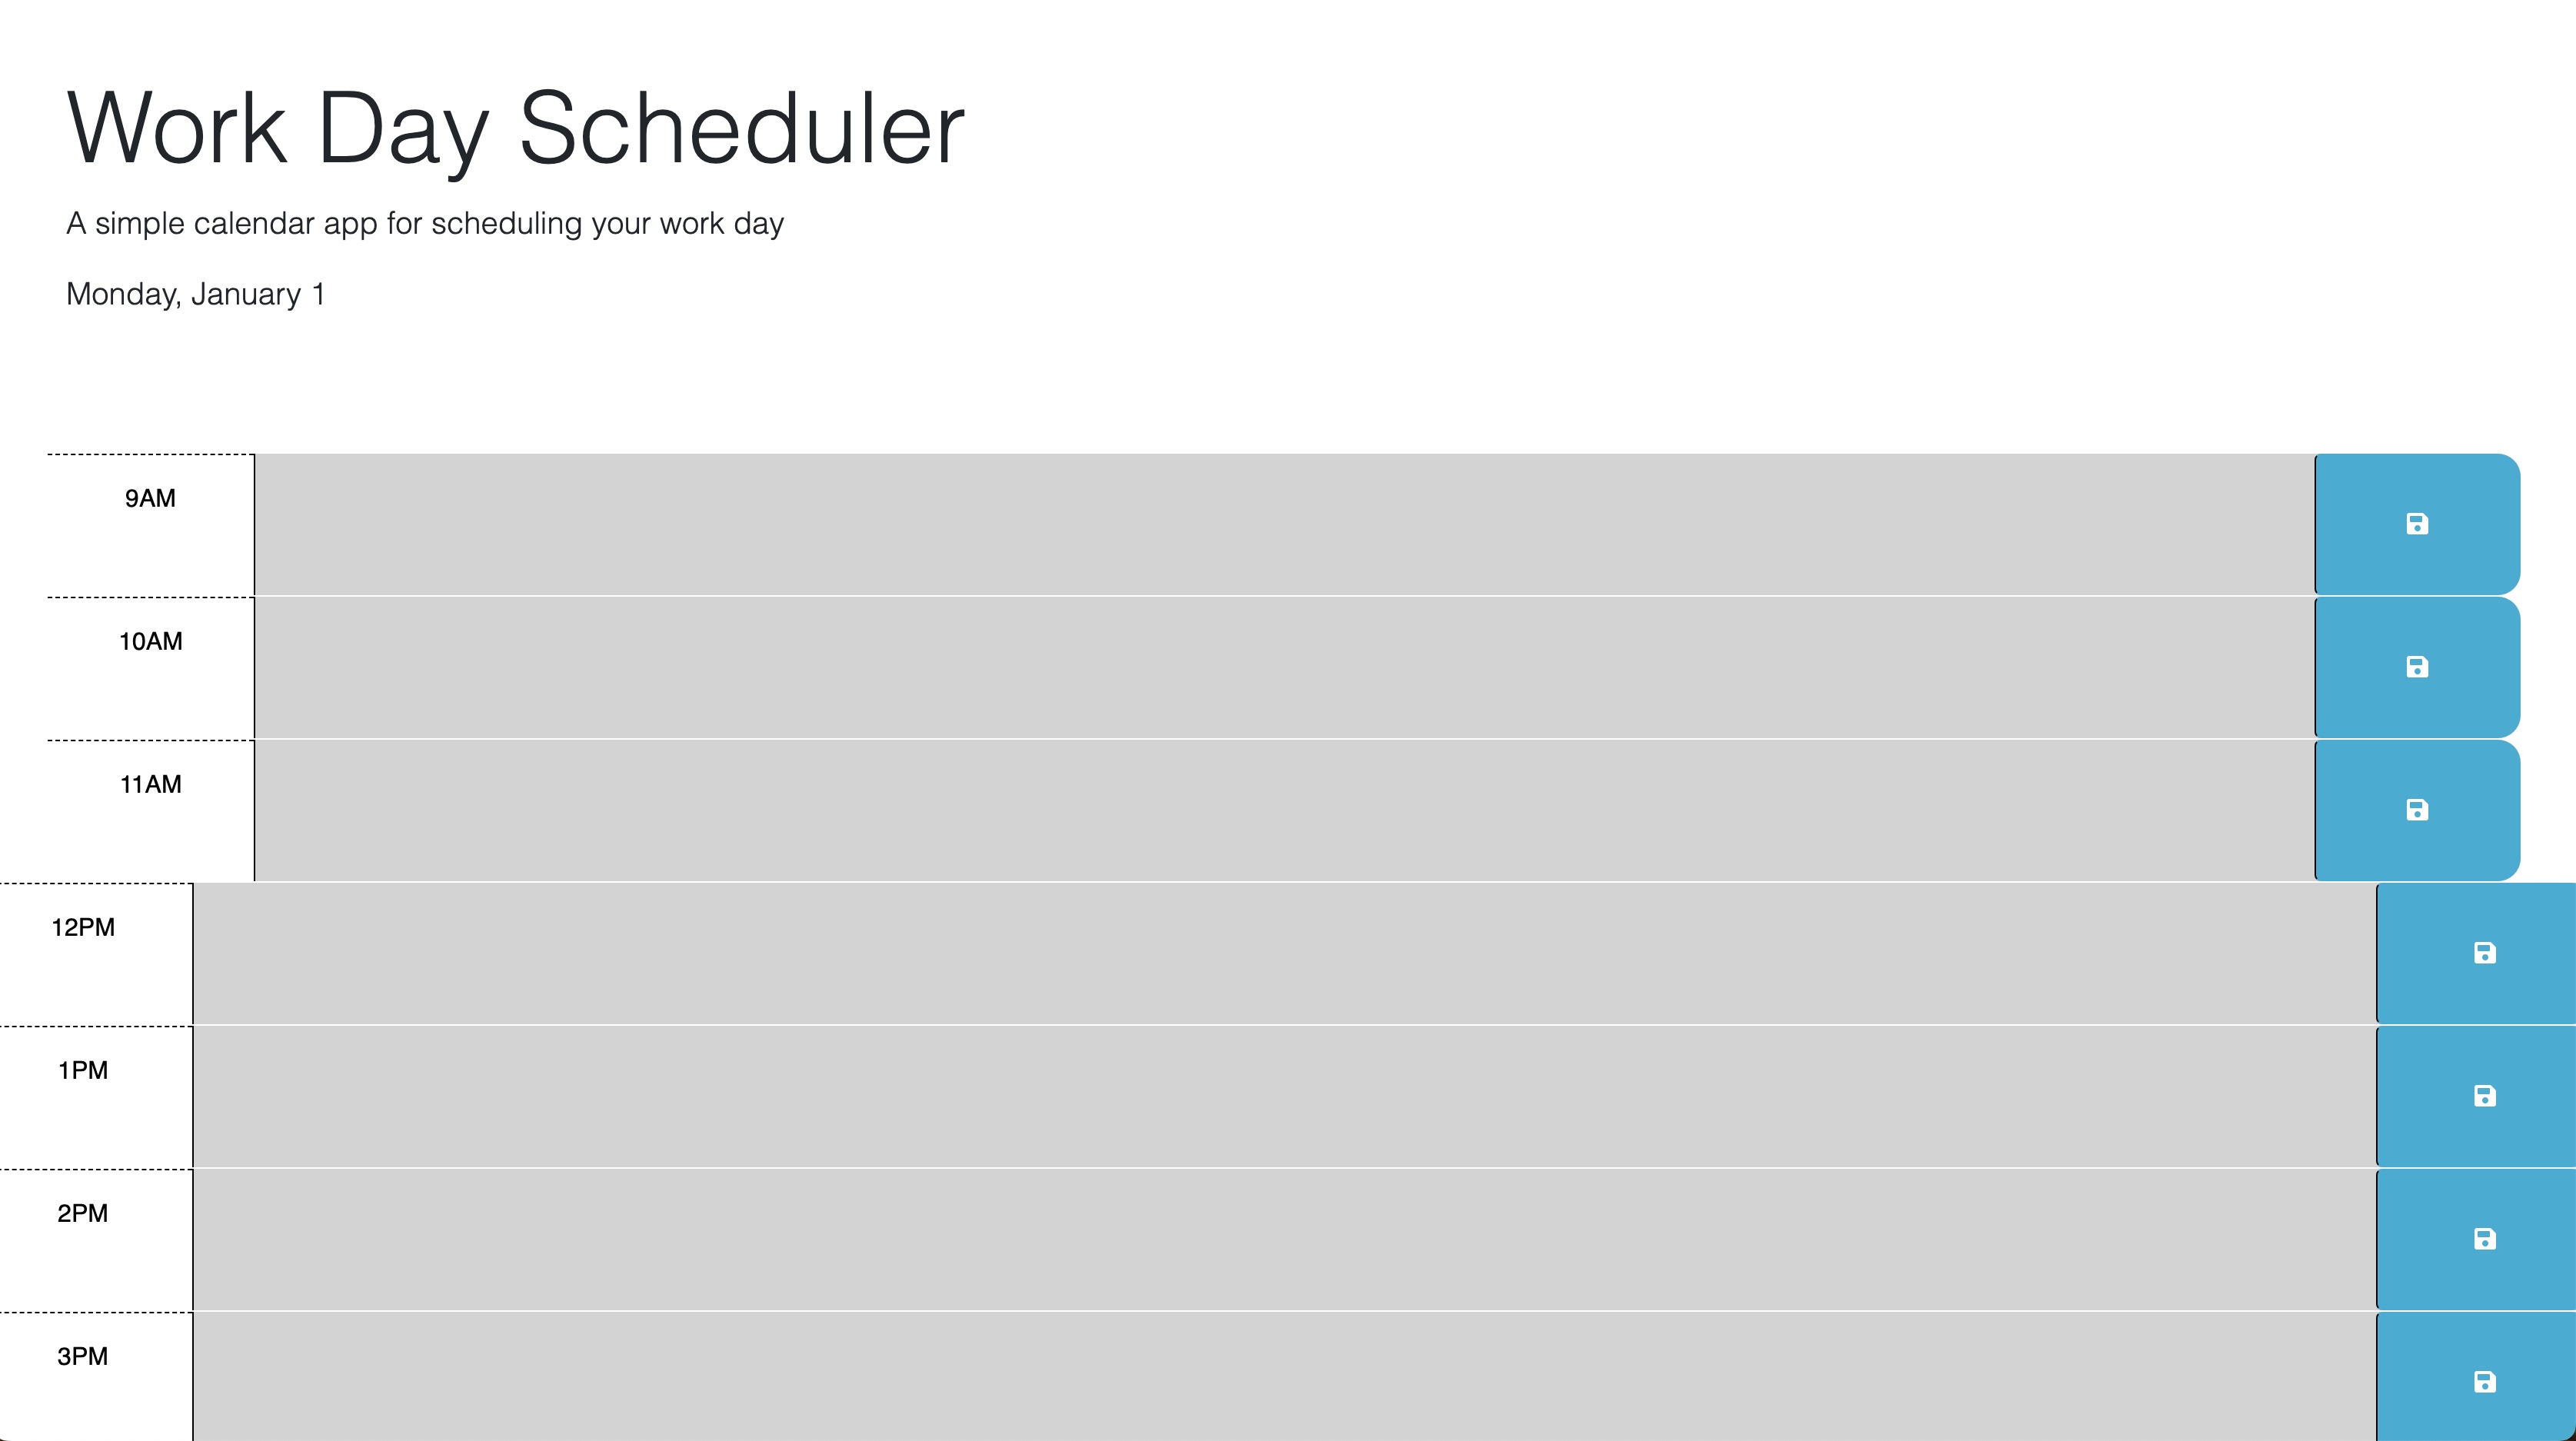 Work Day Scheduler
A simple calendar app for scheduling your work day
Monday, January 1
9AM
10AM
11AM
12PM
1PM
2PM
3PM